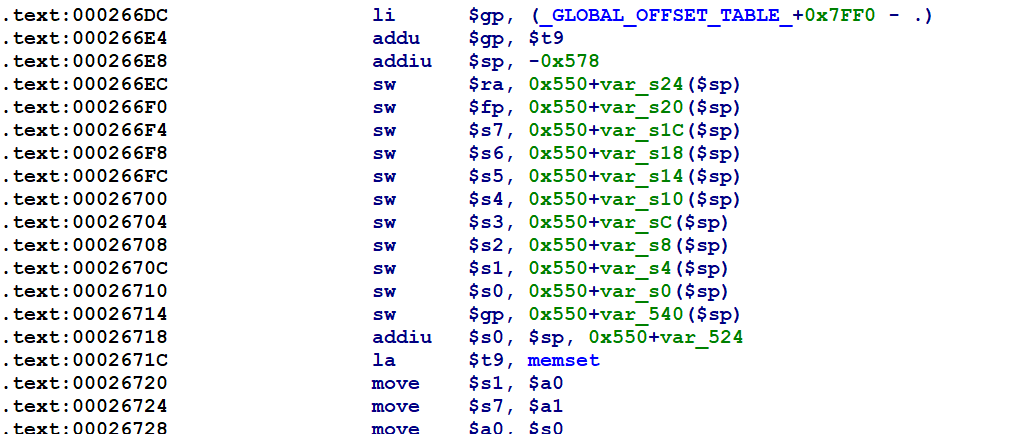 .text:000266DC li $gp, (_GLOBAL_OFFSET_TABLE_+0x7FF0 - .)
.text:000266E4 addu $gp, $t9
.text:000266E8 addiu $sp, -0x578
.text:000266EC sw $ra, 0x550+var_s24($sp)
.text:000266F0 sw $fp, 0x550+var_s20($sp)
.text:000266F4 sw $s7, 0x550+var_s1C($sp)
.text:000266F8 sw $s6, 0x550+var_s18($sp)
.text:000266FC sw $s5, 0x550+var_s14($sp)
.text:00026700 sw $s4, 0x550+var_s10($sp)
.text:00026704 sw $s3, 0x550+var_sC($sp)
.text:00026708 sw $s2, 0x550+var_s8($sp)
.text:0002670C sw $s1, 0x550+var_s4($sp)
.text:00026710 sw $s0, 0x550+var_s0($sp)
.text:00026714 sw $gp, 0x550+var_540($sp)
.text:00026718 addiu $s0, $sp, 0x550+var_524
.text:0002671C la $t9, memset
.text:00026720 move $s1, $a0
.text:00026724 move $s7, $a1
.text:00026728 move $a0, $s0